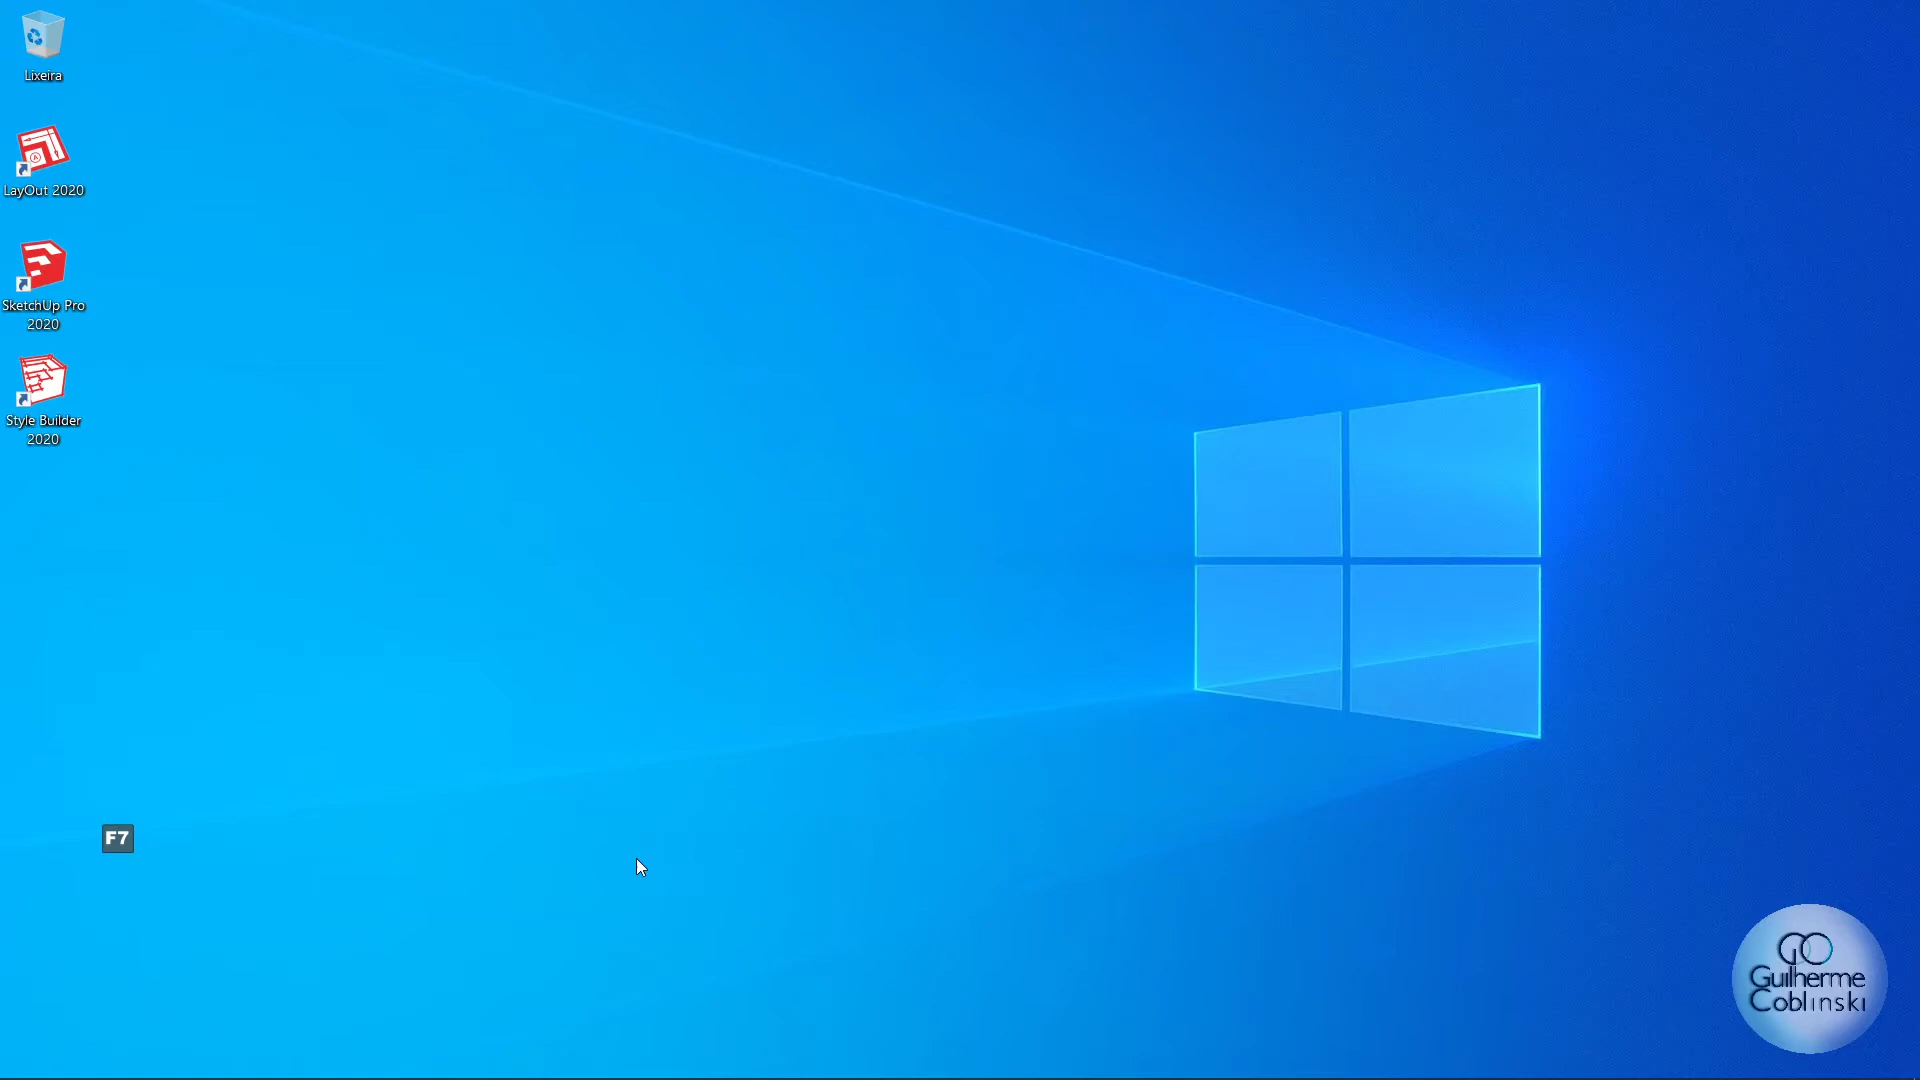 Lixeira
LayOut 2020
SketchUp Pro
2020
Style Builder
2020
F7
Guilherme
Coblinski